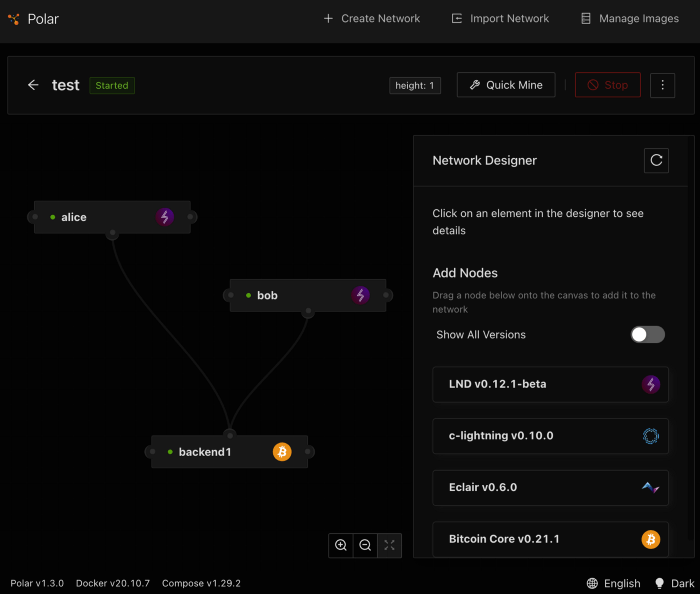 Polar
Create Network
Import Network
Manage Images
test
Started
height: 1
Quick Mine
Stop
Network Designer
Click on an element in the designer to see
details
Add Nodes
Drag a node below onto the canvas to add it to the
network
Show All Versions
LND v0.12.1-beta
c-lightning v0.10.0
Eclair v0.6.0
Bitcoin Core v0.21.1
alice
bob
backend1
Polar v1.3.0 Docker v20.10.7 Compose v1.29.2
English
Dark